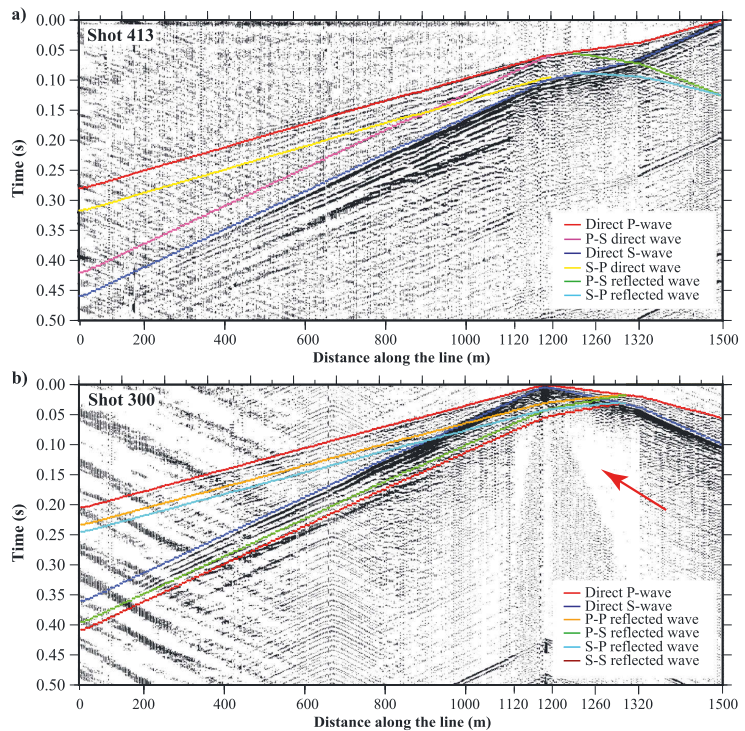 a)
Shot 413
0.00
0.05
0.10
0.15
0.20
0.25
0.30
0.35
0.40
0.45
0.50
Time (s)
Direct P-wave
P-S direct wave
Direct S-wave
S-P direct wave
P-S reflected wave
S-P reflected wave
0 200 400 600 800 1000 1120 1200 1260 1320 1500
Distance along the line (m)
b)
Shot 300
0.00
0.05
0.10
0.15
0.20
0.25
0.30
0.35
0.40
0.45
0.50
Time (s)
Direct P-wave
Direct S-wave
P-P reflected wave
P-S reflected wave
S-P reflected wave
S-S reflected wave
0 200 400 600 800 1000 1120 1200 1260 1320 1500
Distance along the line (m)